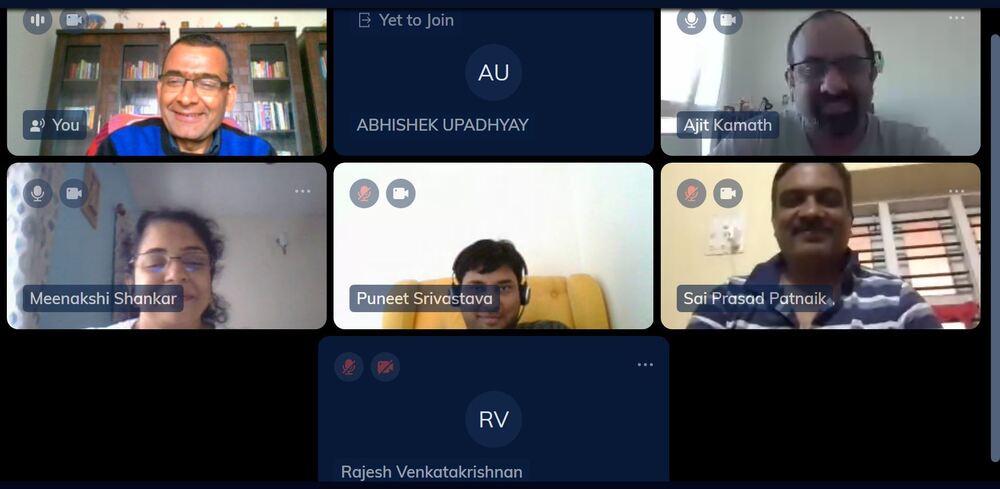 Yet to Join
AU
You
ABHISHEK UPADHYAY
Ajit Kamath
Meenakshi Shankar
Puneet Srivastava
Sai Prasad Patnaik ,
RV
Rajesh Venkatakrishnan